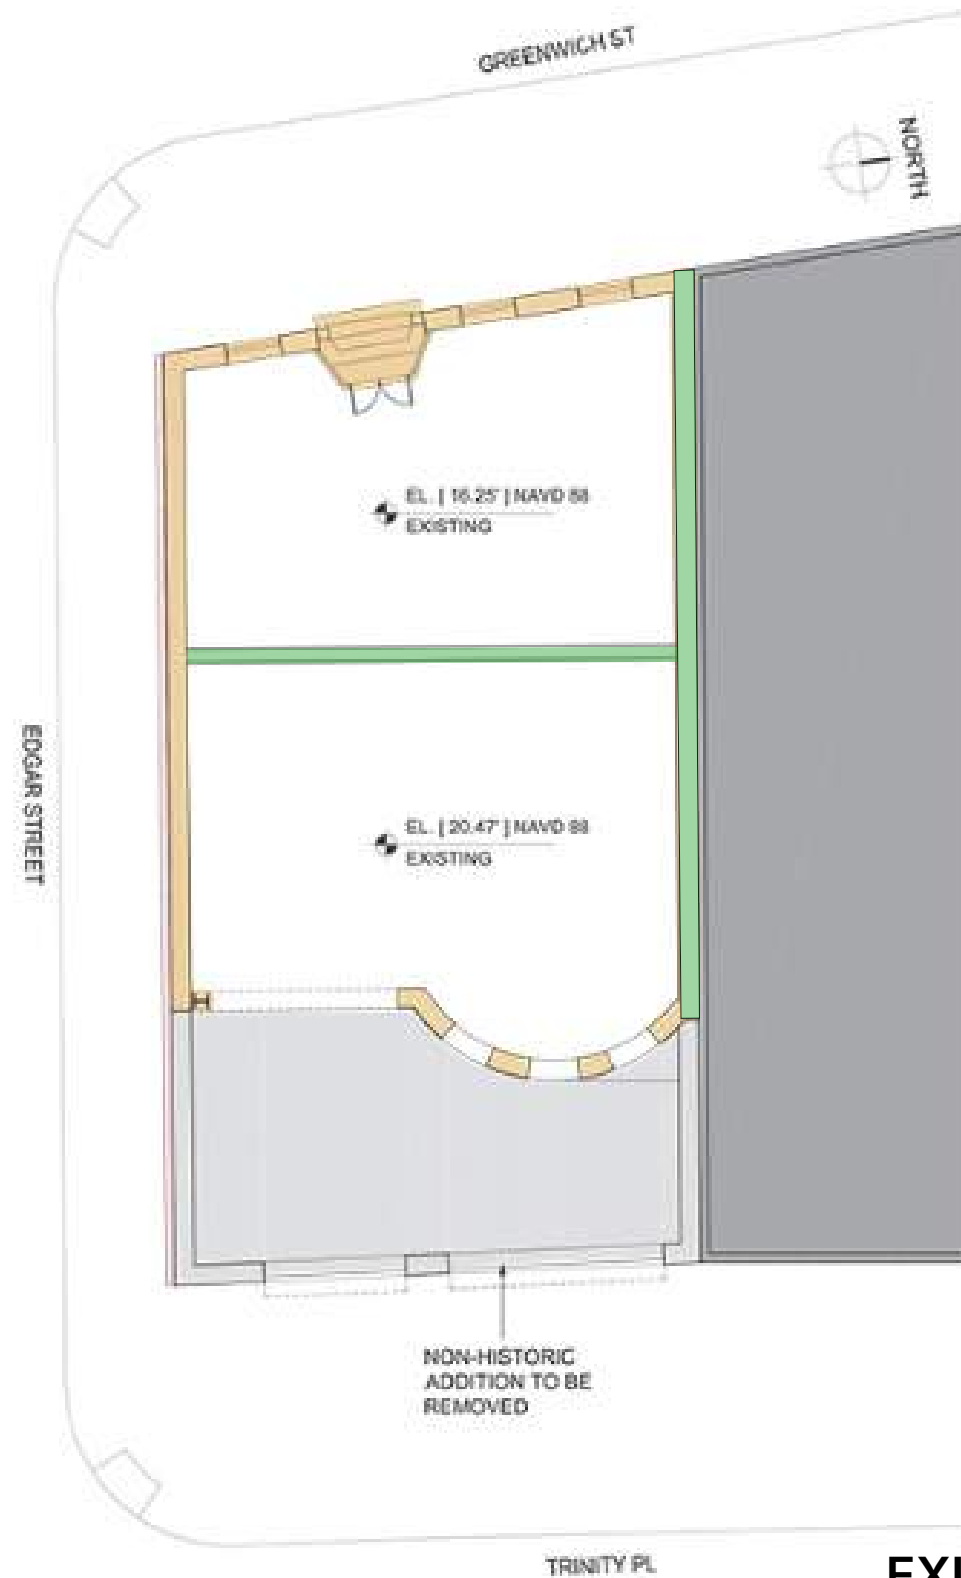 GREENWICH ST
NORTH
EL. [ 16.25' ] NAVD 88
EXISTING
EDGAR STREET
EL. [ 20.47' ] NAVD 88
EXISTING
NON-HISTORIC
ADDITION TO BE
REMOVED
TRINITY PL